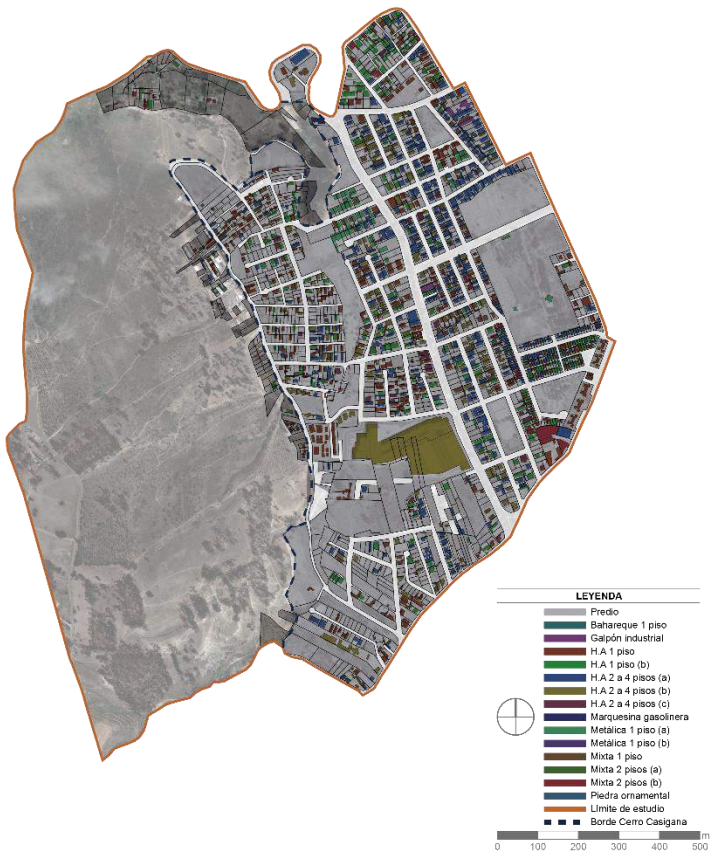 LEYENDA
Predio
Bahareque 1 piso
Galpón industrial
H.A 1 piso
H.A 1 piso (b)
H.A 2 a 4 pisos (a)
H.A 2 a 4 pisos (b)
H.A 2 a 4 pisos (c)
Marquesina gasolinera
Metálica 1 piso (a)
Metálica 1 piso (b)
Mixta 1 piso
Mixta 2 pisos (a)
Mixta 2 pisos (b)
Piedra ornamental
Límite de estudio
Borde Cerro Casigana
m
0 100 200 300 400 500